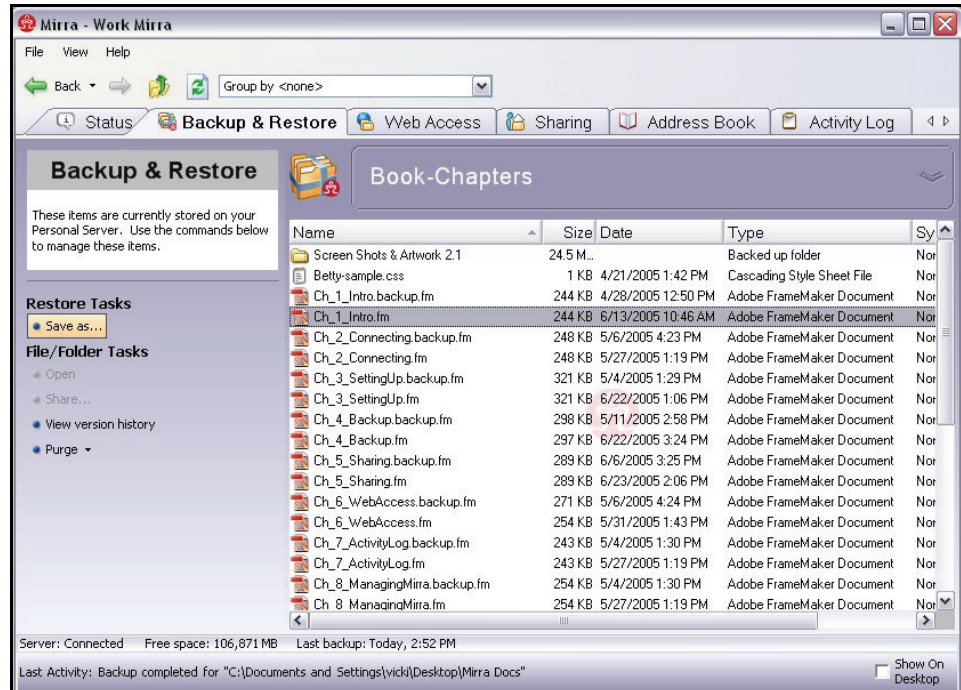 Mirra - Work Mirra
File View Help
Back Group by <none>
Status Backup & Restore Web Access Sharing Address Book Activity Log
Backup & Restore
These items are currently stored on your
Personal Server. Use the commands below
to manage these items.
Restore Tasks
Save as...
File/Folder Tasks
Open
Share...
View version history
Purge
Book-Chapters
Name Size Date Type Sy
Screen Shots & Artwork 2.1 24.5 M... Backed up folder Nor
Betty-sample.css 1 KB 4/21/2005 1:42 PM Cascading Style Sheet File Nor
Ch_1_Intro.backup.fm 244 KB 4/28/2005 12:50 PM Adobe FrameMaker Document Nor
Ch_1_Intro.fm 244 KB 6/13/2005 10:46 AM Adobe FrameMaker Document Nor
Ch_2_Connecting.backup.fm 248 KB 5/6/2005 4:23 PM Adobe FrameMaker Document Nor
Ch_2_Connecting.fm 248 KB 5/27/2005 1:19 PM Adobe FrameMaker Document Nor
Ch_3_SettingUp.backup.fm 321 KB 5/4/2005 1:29 PM Adobe FrameMaker Document Nor
Ch_3_SettingUp.fm 321 KB 6/22/2005 1:06 PM Adobe FrameMaker Document Nor
Ch_4_Backup.backup.fm 298 KB 5/11/2005 2:58 PM Adobe FrameMaker Document Nor
Ch_4_Backup.fm 297 KB 6/22/2005 3:24 PM Adobe FrameMaker Document Nor
Ch_5_Sharing.backup.fm 289 KB 6/6/2005 3:25 PM Adobe FrameMaker Document Nor
Ch_5_Sharing.fm 289 KB 6/23/2005 2:06 PM Adobe FrameMaker Document Nor
Ch_6_WebAccess.backup.fm 271 KB 5/6/2005 4:24 PM Adobe FrameMaker Document Nor
Ch_6_WebAccess.fm 254 KB 5/31/2005 1:43 PM Adobe FrameMaker Document Nor
Ch_7_ActivityLog.backup.fm 243 KB 5/4/2005 1:30 PM Adobe FrameMaker Document Nor
Ch_7_ActivityLog.fm 243 KB 5/27/2005 1:19 PM Adobe FrameMaker Document Nor
Ch_8_ManagingMirra.backup.fm 254 KB 5/4/2005 1:30 PM Adobe FrameMaker Document Nor
Ch_8_ManagingMirra.fm 254 KB 5/27/2005 1:19 PM Adobe FrameMaker Document Nor
Server: Connected Free space: 106,871 MB Last backup: Today, 2:52 PM
Last Activity: Backup completed for "C:\Documents and Settings\vicki\Desktop\Mirra Docs"
Show On
Desktop